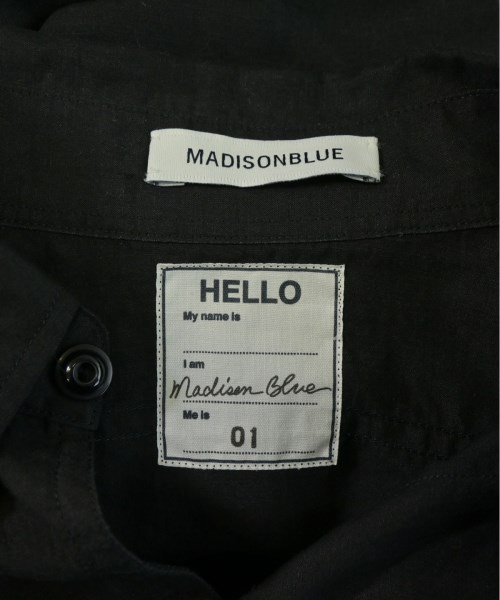 MADISONBLUE
HELLO
My name is
I am
Madison Blue
Me is
01